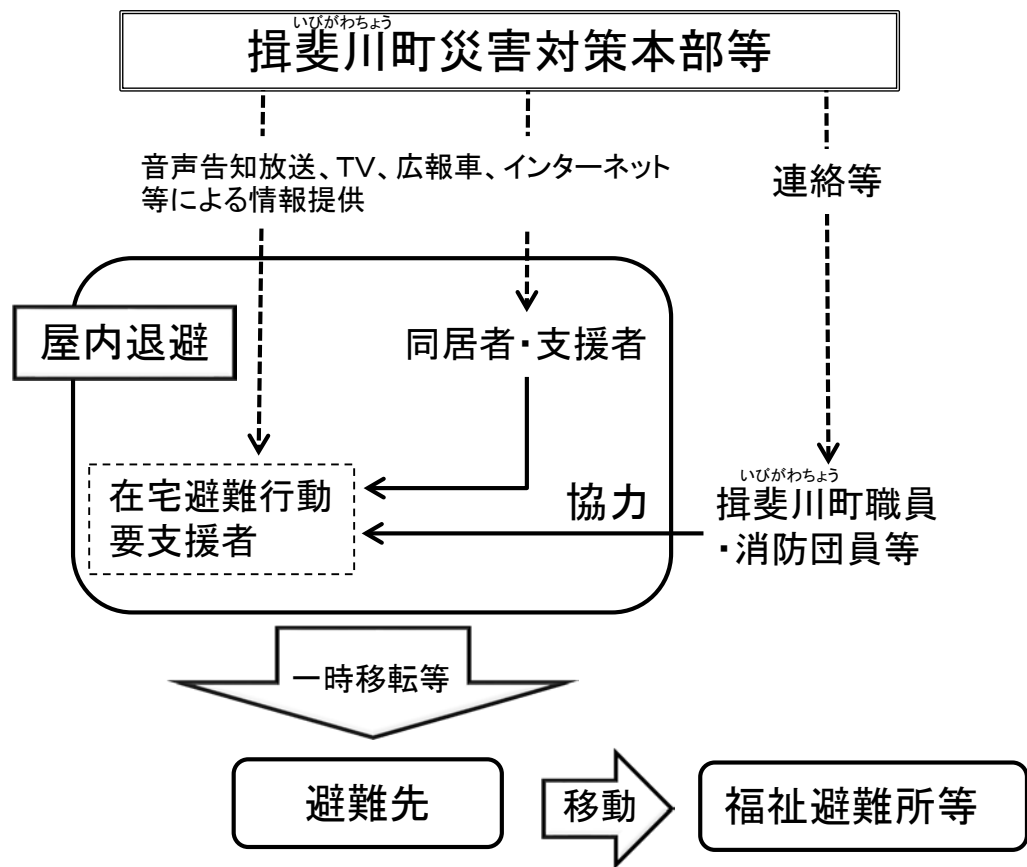 いびがわちょう
揖斐川町災害対策本部等
音声告知放送、TV、広報車、インターネット
等による情報提供
連絡等
屋内退避
同居者・支援者
在宅避難行動
要支援者
協力
いびがわちょう
揖斐川町職員
・消防団員等
一時移転等
避難先
移動
福祉避難所等